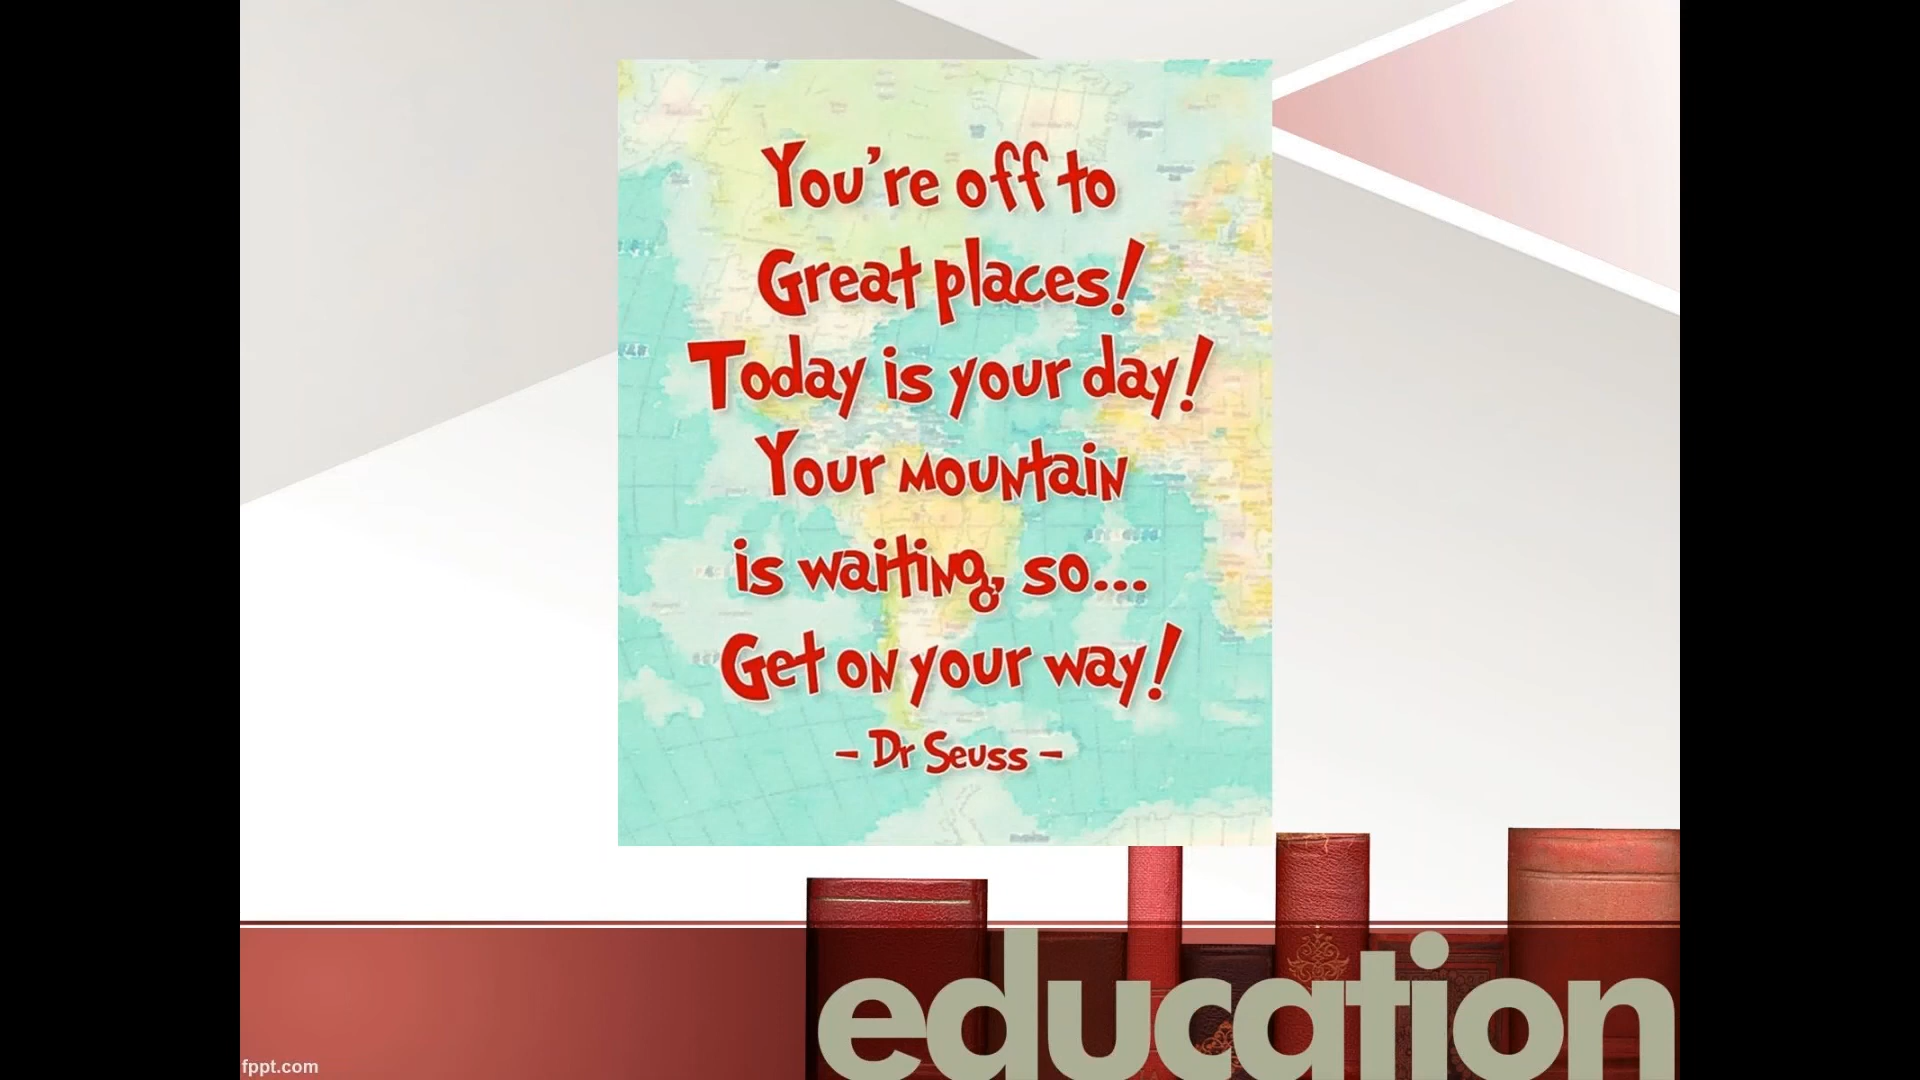 You're off to
Great places!
Today is your day!
Your mountain
is waiting, so...
Get on your way!
- Dr Seuss -
education
fppt.com